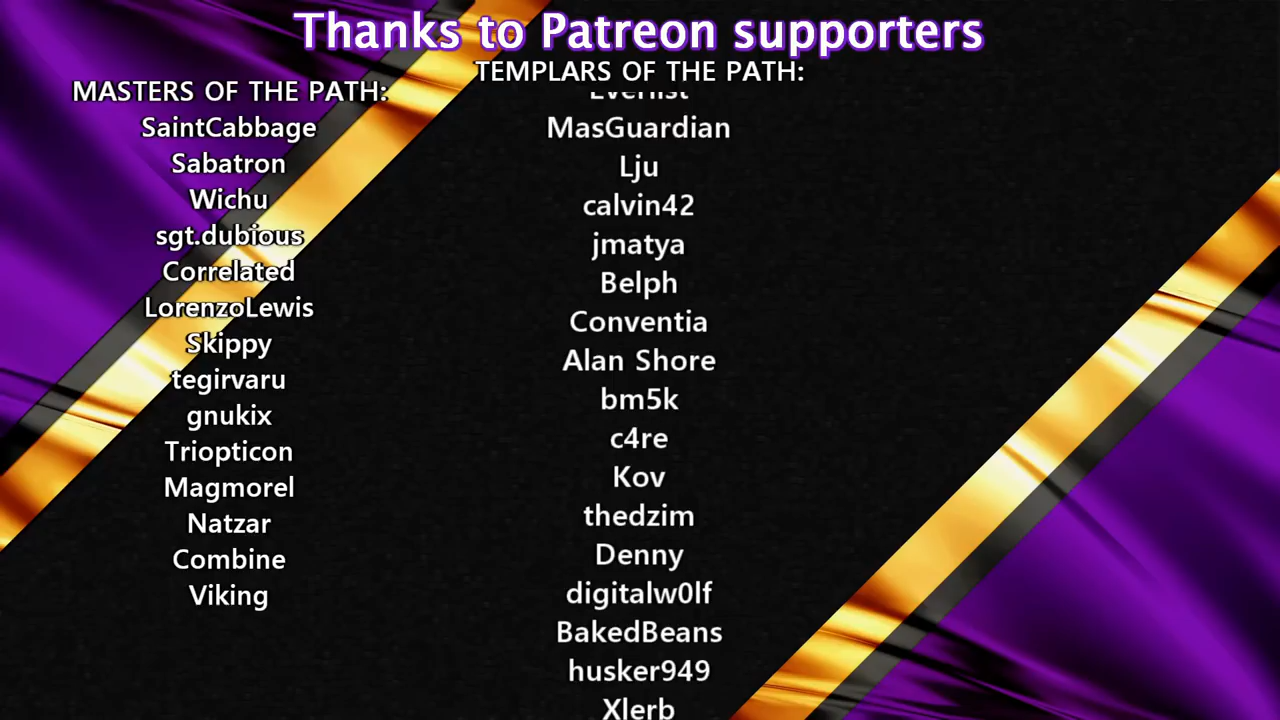 Thanks to Patreon supporters
MASTERS OF THE PATH:
SaintCabbage
Sabatron
Wichu
sgt.dubious
Correlated
LorenzoLewis
Skippy
tegirvaru
gnukix
Triopticon
Magmorel
Natzar
Combine
Viking
TEMPLARS OF THE PATH:
MasGuardian
Lju
calvin42
jmatya
Belph
Conventia
Alan Shore
bm5k
c4re
Kov
thedzim
Denny
digitalw0lf
BakedBeans
husker949
Xlerb